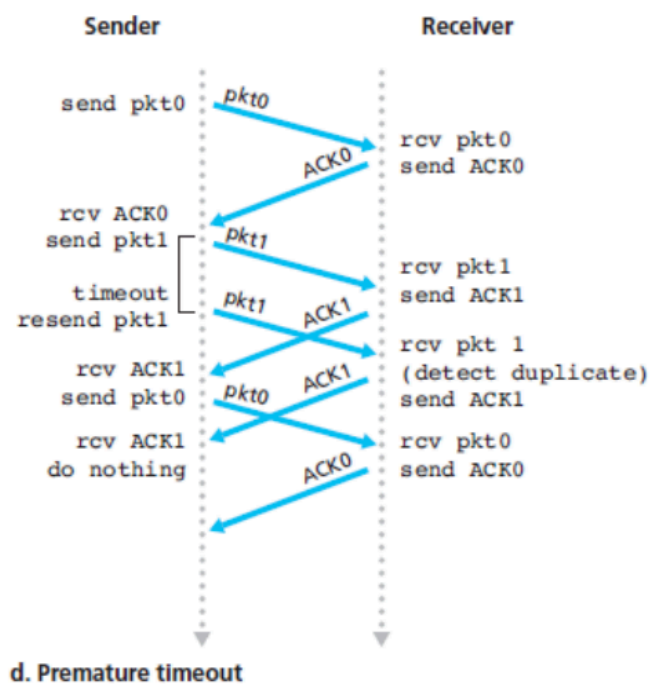 Sender
Receiver
send pkt0
pkt0
rcv pkt0
send ACK0
ACK0
rcv ACK0
send pkt1
pkt1
rcv pkt1
send ACK1
timeout
resend pkt1
pkt1
ACK1
rcv pkt 1
(detect duplicate)
send ACK1
rcv ACK1
send pkt0
pkt0
ACK1
rcv ACK1
do nothing
rcv pkt0
send ACK0
ACK0
d. Premature timeout